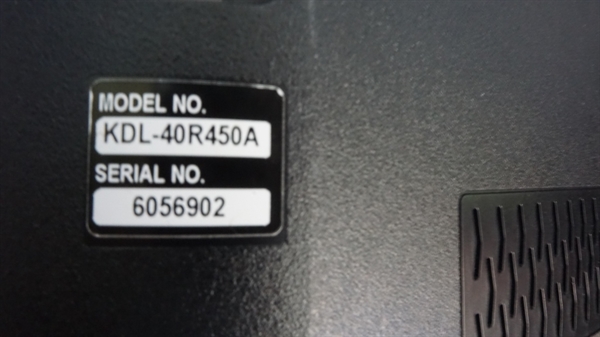 MODEL NO.
KDL-40R450A
SERIAL NO.
6056902